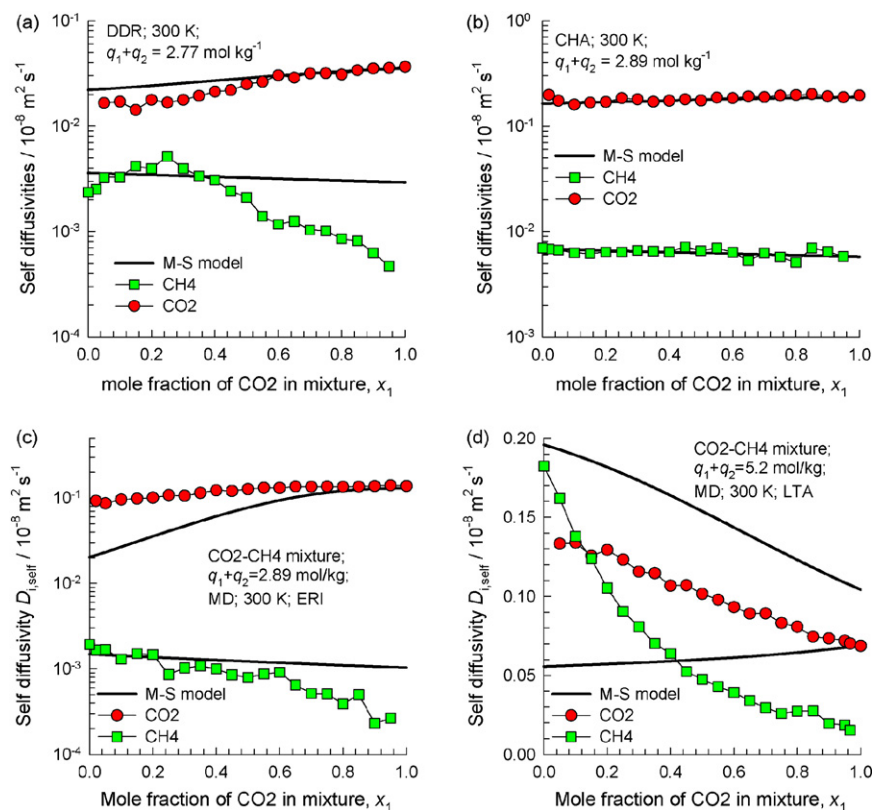 (a)
10⁻¹
DDR; 300 K;
q₁+q₂ = 2.77 mol kg⁻¹
10⁻²
10⁻³
10⁻⁴
Self diffusivities / 10⁻⁸ m² s⁻¹
M-S model
CH4
CO2
0.0 0.2 0.4 0.6 0.8 1.0
mole fraction of CO2 in mixture, x₁
(b)
10⁰
CHA; 300 K;
q₁+q₂ = 2.89 mol kg⁻¹
10⁻¹
10⁻²
10⁻³
Self diffusivities / 10⁻⁸ m² s⁻¹
M-S model
CH4
CO2
0.0 0.2 0.4 0.6 0.8 1.0
mole fraction of CO2 in mixture, x₁
(c)
10⁻¹
10⁻²
10⁻³
10⁻⁴
Self diffusivity Dᵢ,self / 10⁻⁸ m² s⁻¹
CO2-CH4 mixture;
q₁+q₂=2.89 mol/kg;
MD; 300 K; ERI
M-S model
CO2
CH4
0.0 0.2 0.4 0.6 0.8 1.0
Mole fraction of CO2 in mixture, x₁
(d)
0.20
0.15
0.10
0.05
0.00
Self diffusivity Dᵢ,self / 10⁻⁸ m² s⁻¹
CO2-CH4 mixture;
q₁+q₂=5.2 mol/kg;
MD; 300 K; LTA
M-S model
CO2
CH4
0.0 0.2 0.4 0.6 0.8 1.0
Mole fraction of CO2 in mixture, x₁